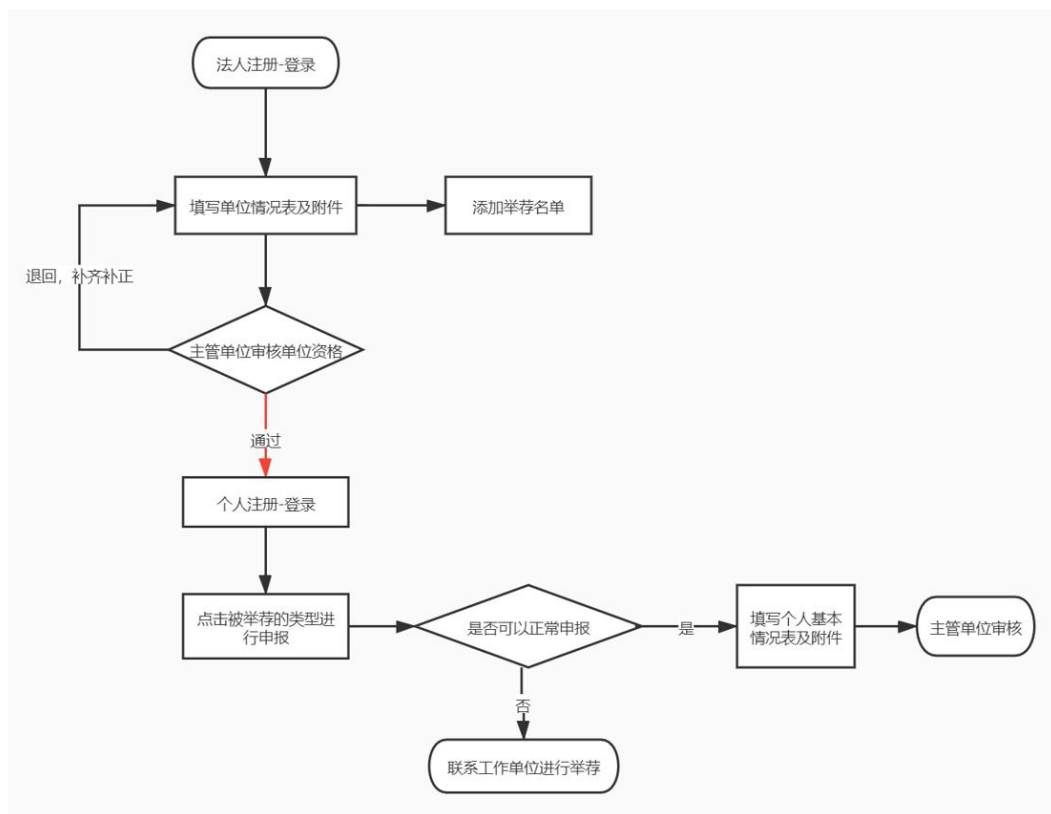 法人注册-登录
填写单位情况表及附件
添加举荐名单
退回，补齐补正
主管单位审核单位资格
通过
个人注册-登录
点击被举荐的类型进
行申报
是否可以正常申报
是
填写个人基本
情况表及附件
主管单位审核
否
联系工作单位进行举荐